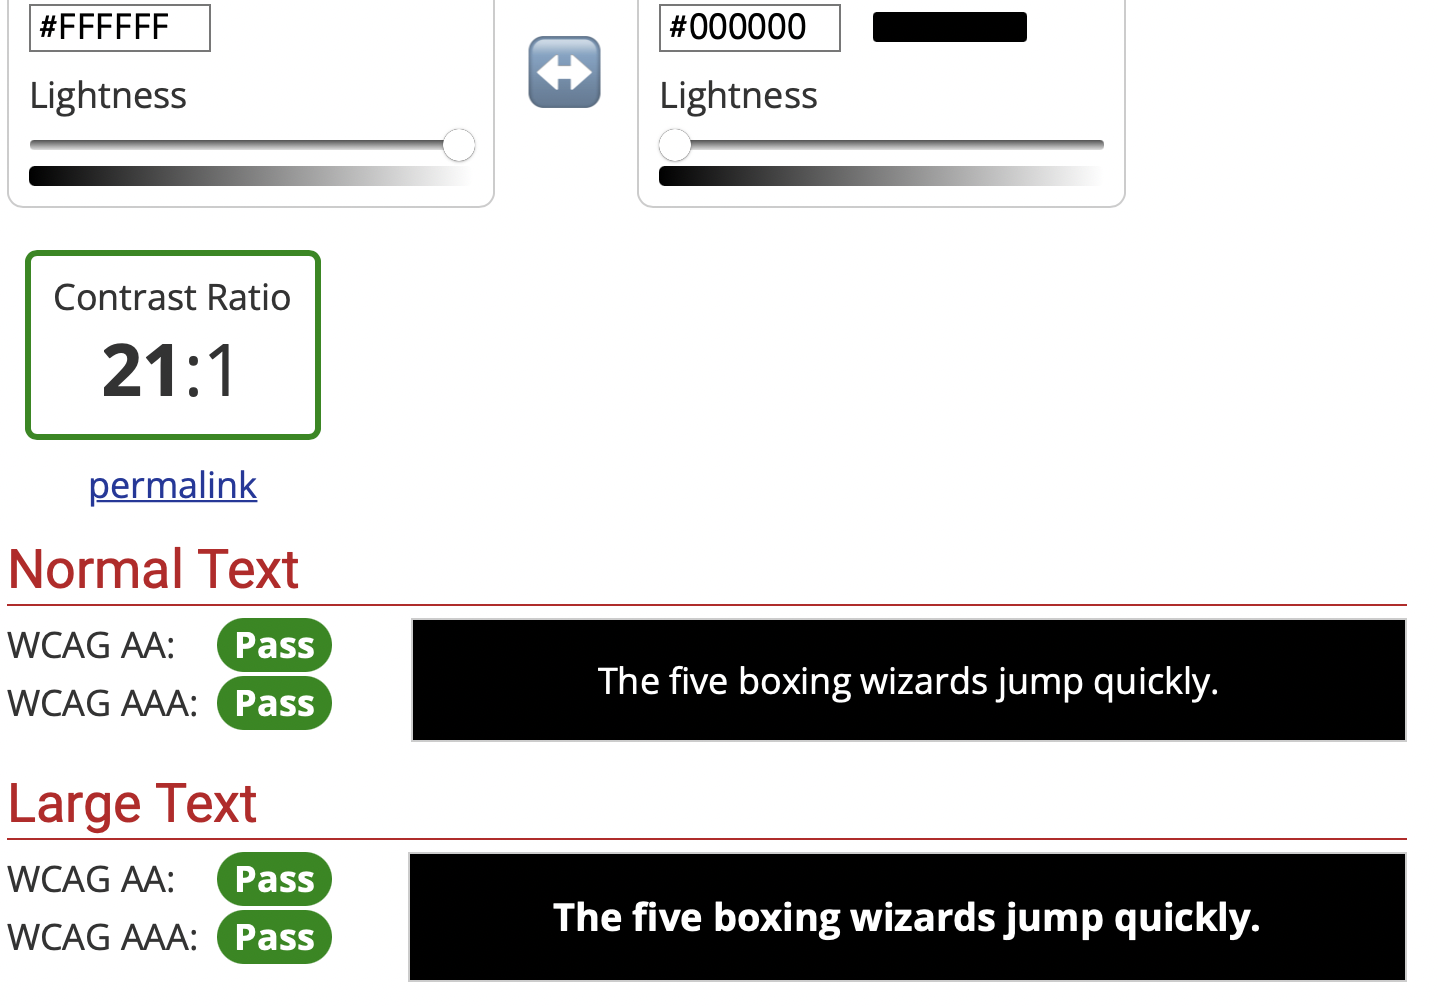 #FFFFFF
Lightness
#000000
Lightness
Contrast Ratio
21:1
permalink
Normal Text
WCAG AA: Pass
WCAG AAA: Pass
The five boxing wizards jump quickly.
Large Text
WCAG AA: Pass
WCAG AAA: Pass
The five boxing wizards jump quickly.